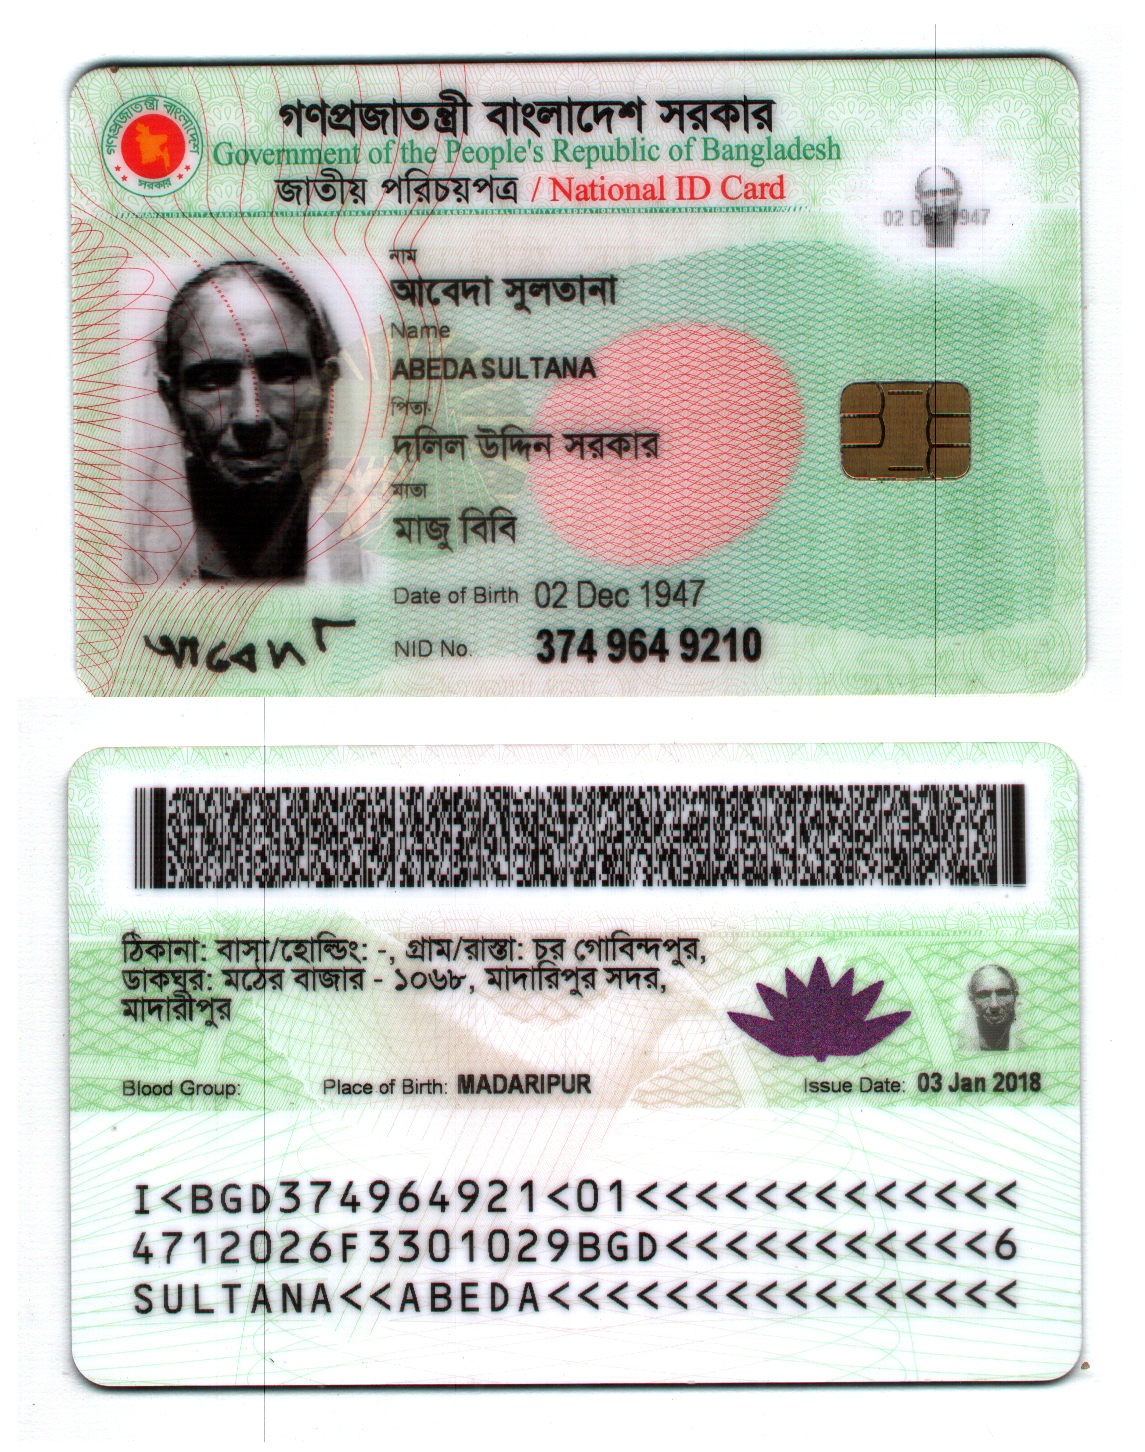 গণপ্রজাতন্ত্রী বাংলাদেশ সরকার
Government of the People's Republic of Bangladesh
জাতীয় পরিচয়পত্র / National ID Card
গণপ্রজাতন্ত্রী বাংলাদেশ
সরকার
02 Dec 1947
নাম
আবেদা সুলতানা
Name
ABEDA SULTANA
পিতা
দলিল উদ্দিন সরকার
মাতা
মাজু বিবি
Date of Birth 02 Dec 1947
NID No. 374 964 9210
আবেদা
ঠিকানা: বাসা/হোল্ডিং: -, গ্রাম/রাস্তা: চর গোবিন্দপুর,
ডাকঘর: মঠের বাজার - ১০৬৮, মাদারিপুর সদর,
মাদারীপুর
Blood Group: Place of Birth: MADARIPUR Issue Date: 03 Jan 2018
I<BGD374964921<01<<<<<<<<<<<<<
4712026F3301029BGD<<<<<<<<<<<6
SULTANA<<ABEDA<<<<<<<<<<<<<<<<